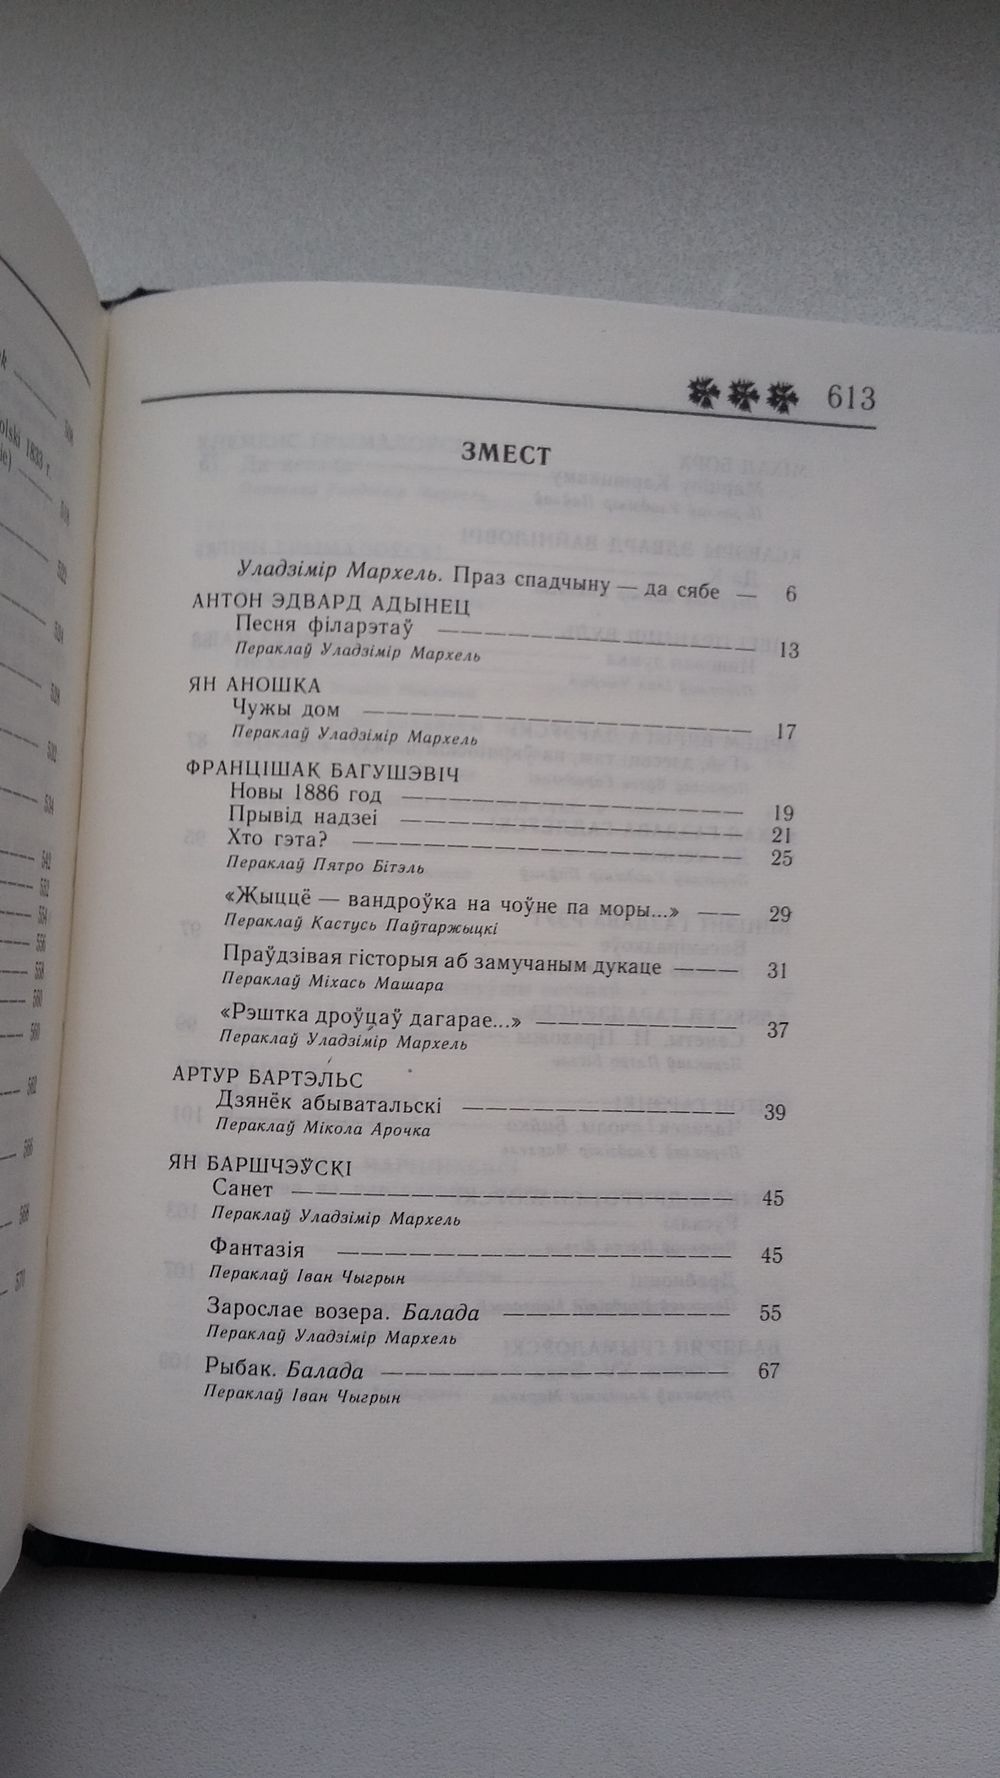 613
ЗМЕСТ
Уладзімір Мархель. Праз спадчыну — да сябе — 6
АНТОН ЭДВАРД АДЫНЕЦ
Песня філарэтаў 13
Пераклаў Уладзімір Мархель
ЯН АНОШКА
Чужы дом 17
Пераклаў Уладзімір Мархель
ФРАНЦІШАК БАГУШЭВІЧ
Новы 1886 год 19
Прывід надзеі 21
Хто гэта? 25
Пераклаў Пятро Бітэль
«Жыццё — вандроўка на чоўне па моры...» 29
Пераклаў Кастусь Паўтаржыцкі
Праўдзівая гісторыя аб замучаным дукаце 31
Пераклаў Міхась Машара
«Рэштка дроўцаў дагарае...» 37
Пераклаў Уладзімір Мархель
АРТУР БАРТЭЛЬС
Дзянёк абывательскі 39
Пераклаў Мікола Арочка
ЯН БАРШЧЭЎСКІ
Санет 45
Пераклаў Уладзімір Мархель
Фантазія 45
Пераклаў Іван Чыгрын
Зарослае возера. Балада 55
Пераклаў Уладзімір Мархель
Рыбак. Балада 67
Пераклаў Іван Чыгрын